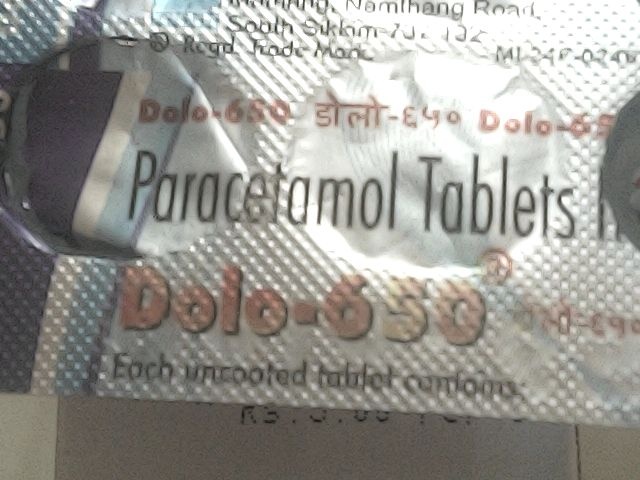 Namthang Road,
South Sikkim-
® Regd. Trade Mark
Dolo-650 डोलो-६५० Dolo-65
Paracetamol Tablets
Dolo-650®
Each uncoated tablet contains: